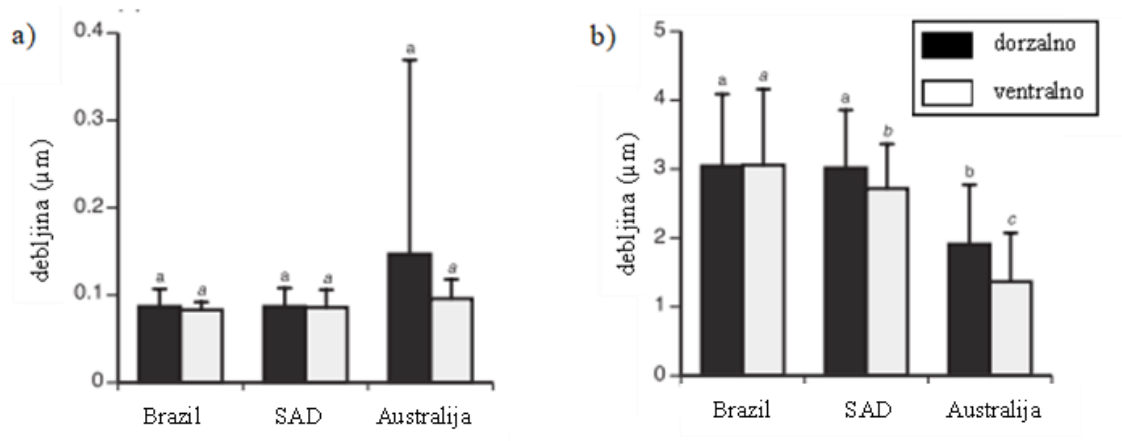 a)
0.4
0.3
0.2
0.1
0
debljina (µm)
a a a a a a
Brazil SAD Australija
b)
5
4
3
2
1
0
debljina (µm)
dorzalno
ventralno
a a a b b c
Brazil SAD Australija